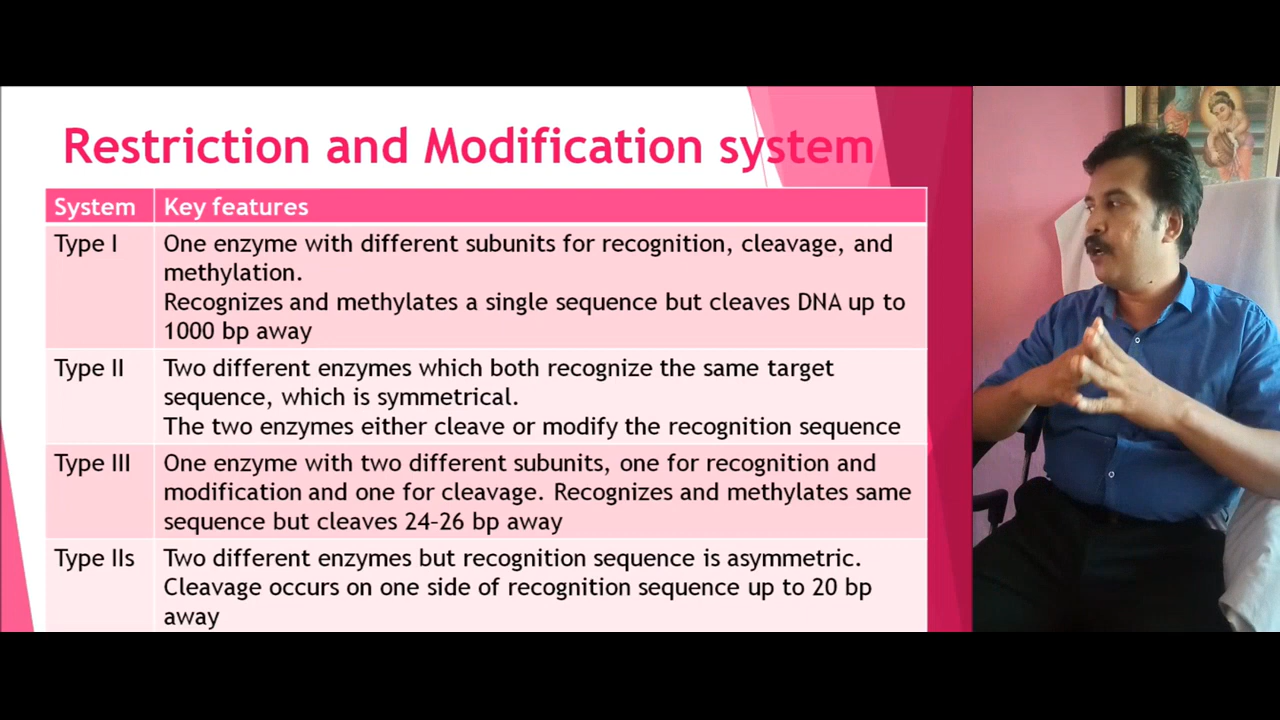 Restriction and Modification system
System Key features
Type I One enzyme with different subunits for recognition, cleavage, and
methylation.
Recognizes and methylates a single sequence but cleaves DNA up to
1000 bp away
Type II Two different enzymes which both recognize the same target
sequence, which is symmetrical.
The two enzymes either cleave or modify the recognition sequence
Type III One enzyme with two different subunits, one for recognition and
modification and one for cleavage. Recognizes and methylates same
sequence but cleaves 24–26 bp away
Type IIs Two different enzymes but recognition sequence is asymmetric.
Cleavage occurs on one side of recognition sequence up to 20 bp
away